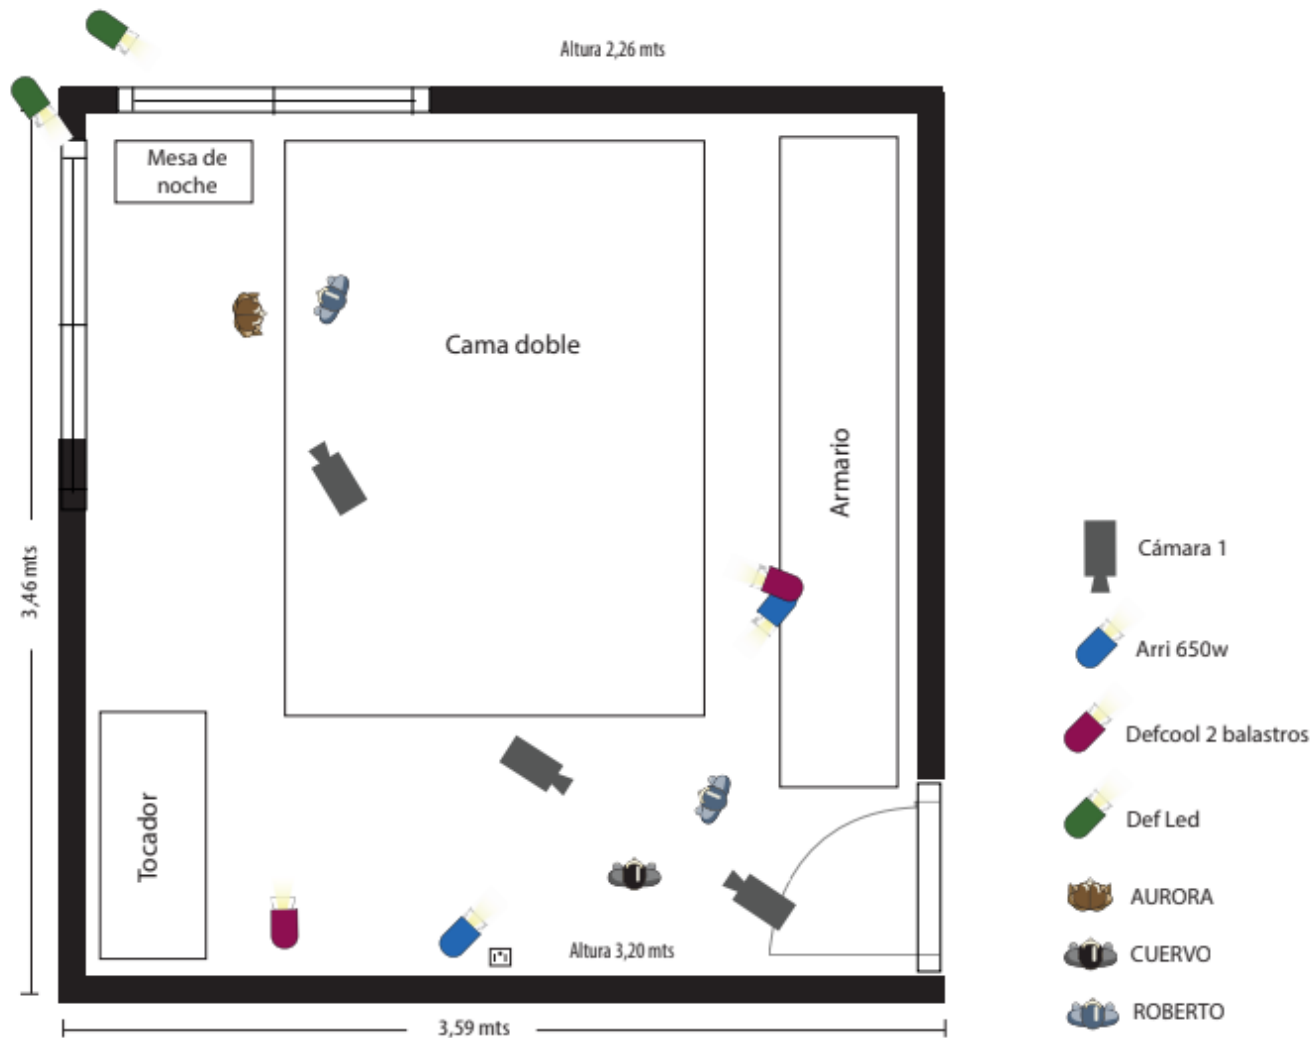 Altura 2,26 mts
Mesa de
noche
Cama doble
Armario
3,46 mts
Tocador
Altura 3,20 mts
3,59 mts
Cámara 1
Arri 650w
Defcool 2 balastros
Def Led
AURORA
CUERVO
ROBERTO